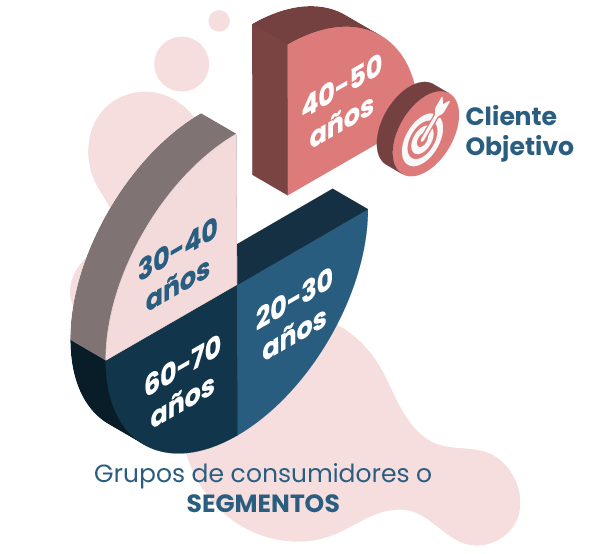 40-50
años
Cliente
Objetivo
30-40
años
20-30
años
60-70
años
Grupos de consumidores o
SEGMENTOS